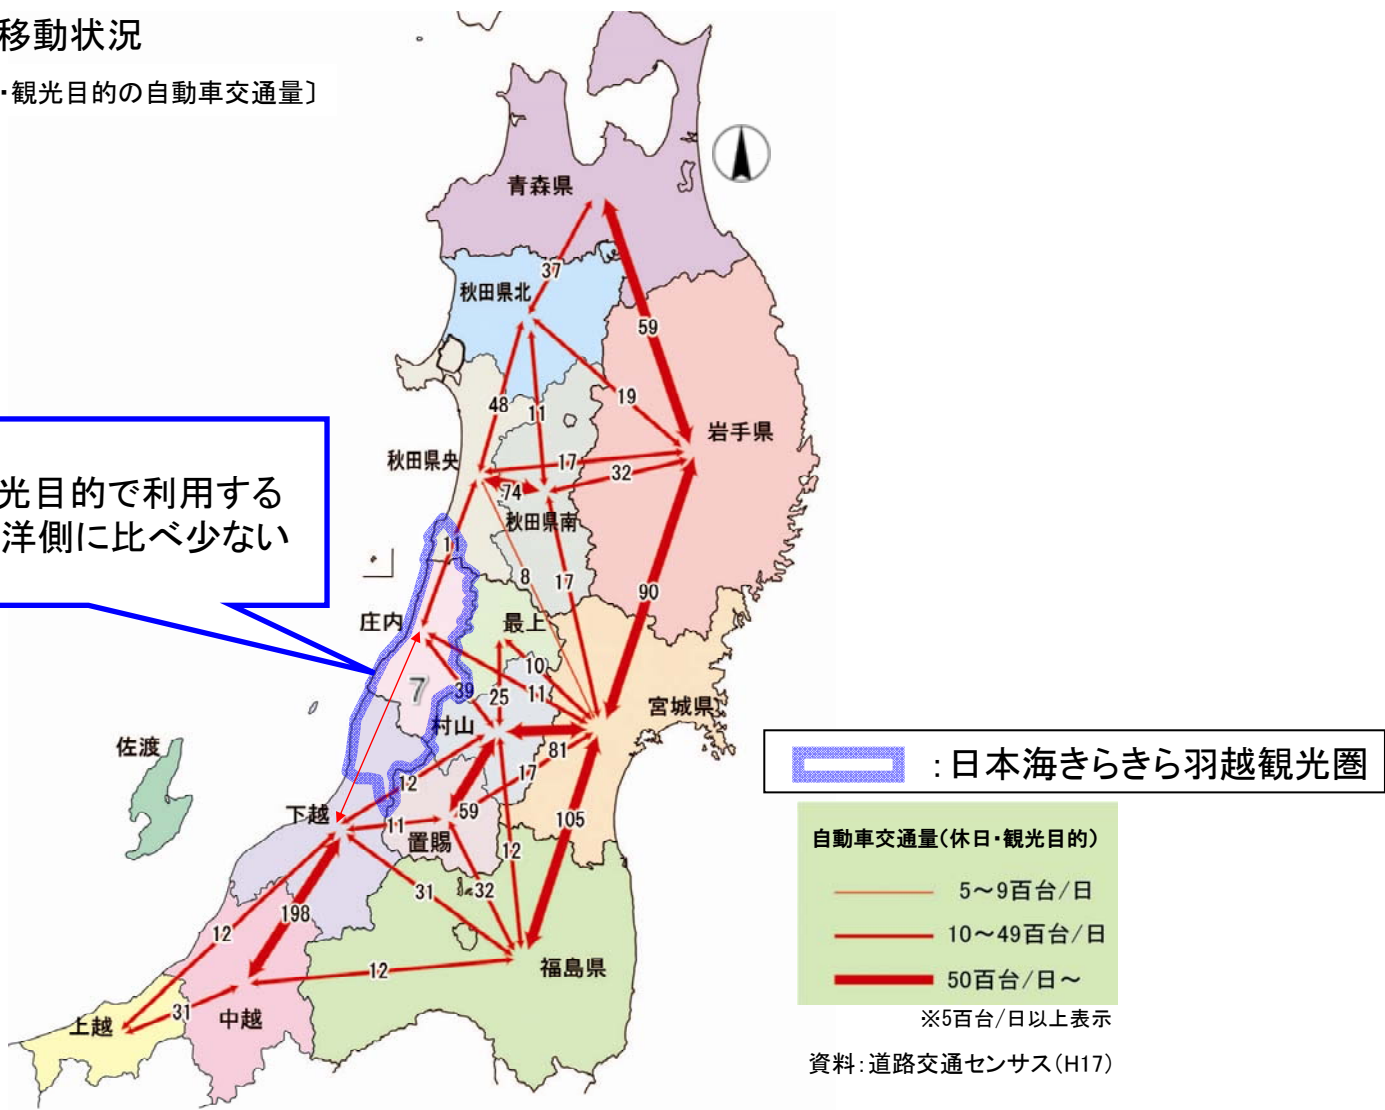 移動状況
・観光目的の自動車交通量〕
青森県
37
秋田県北
59
19
48
11
岩手県
秋田県央
17
32
74
秋田県南
光目的で利用する
洋側に比べ少ない
11
8
17
90
庄内
最上
10
7
39
25
11
宮城県
村山
81
佐渡
12
17
：日本海きらきら羽越観光圏
59
105
下越
11
置賜
12
自動車交通量（休日・観光目的）
31
32
5～9百台/日
198
12
10～49百台/日
12
福島県
50百台/日～
31
上越
中越
※5百台/日以上表示
資料：道路交通センサス（H17）